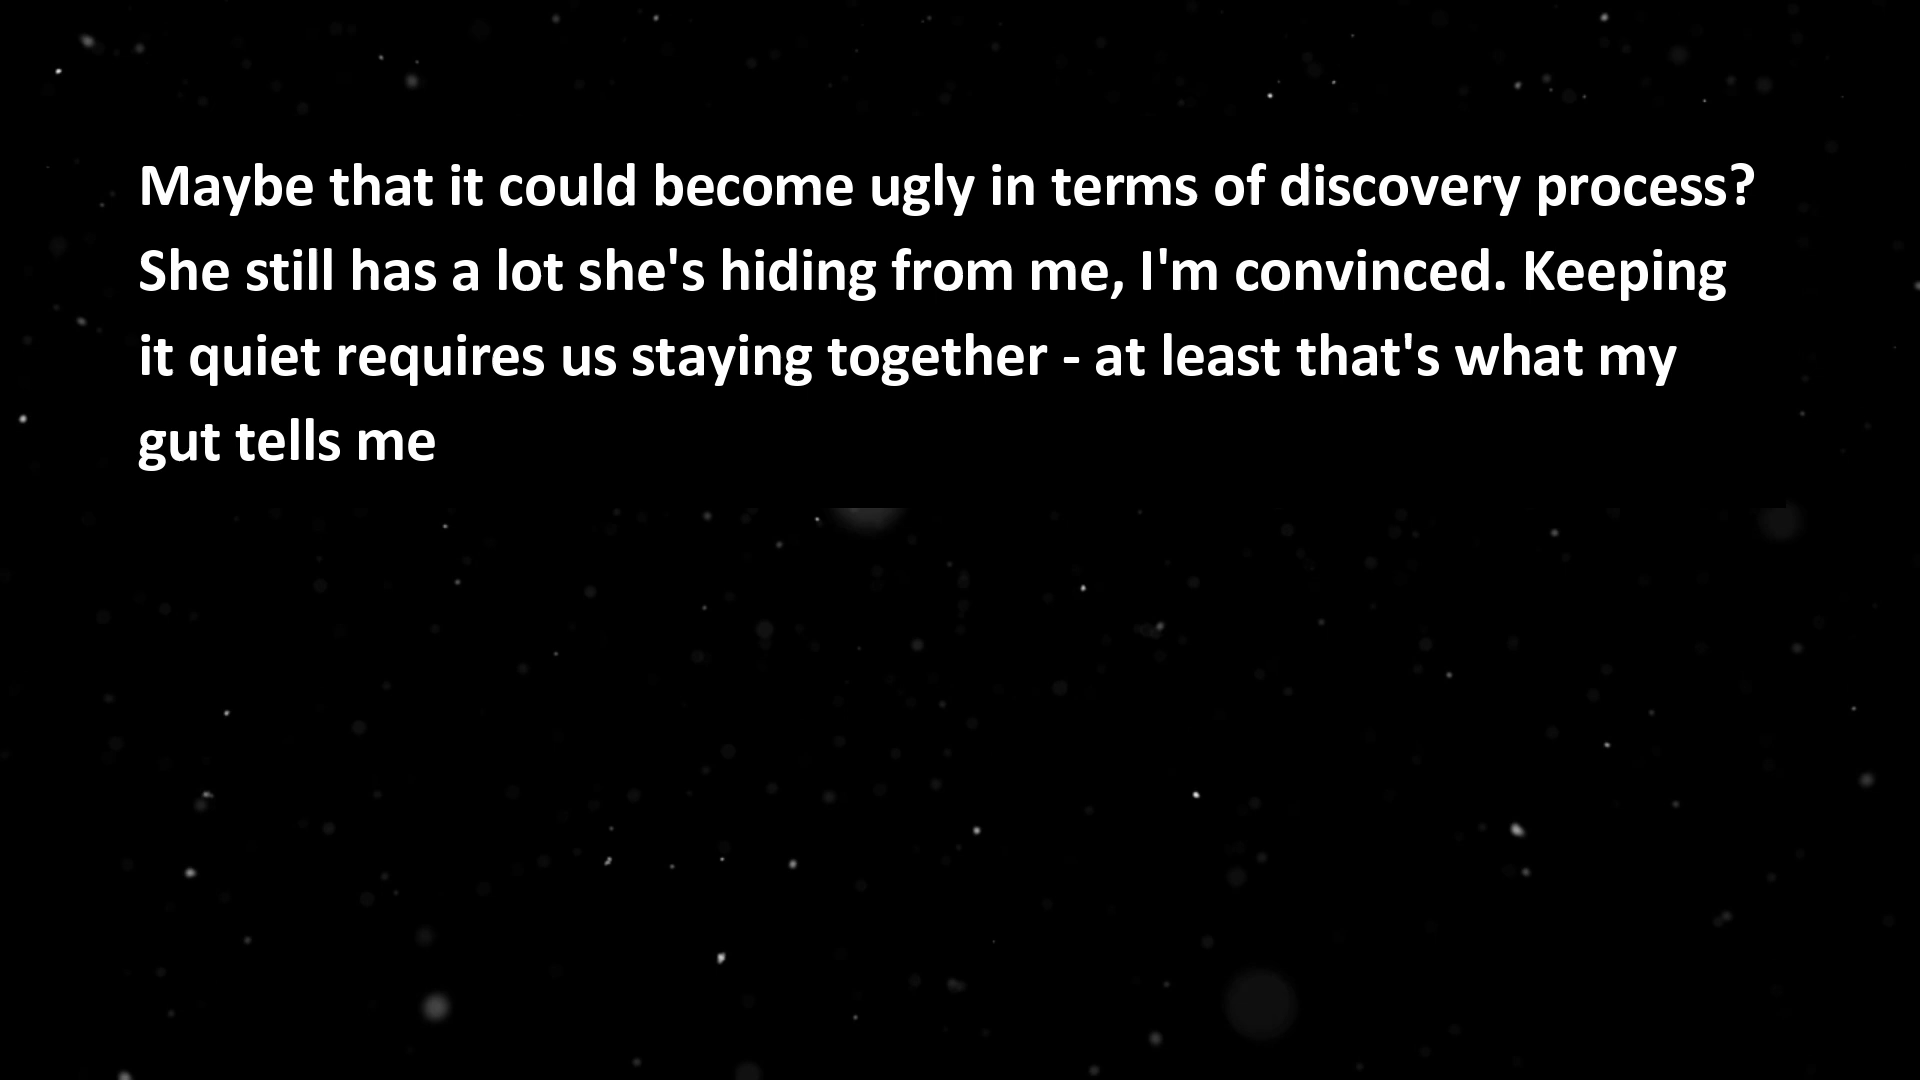 Maybe that it could become ugly in terms of discovery process?
She still has a lot she's hiding from me, I'm convinced. Keeping
it quiet requires us staying together - at least that's what my
gut tells me